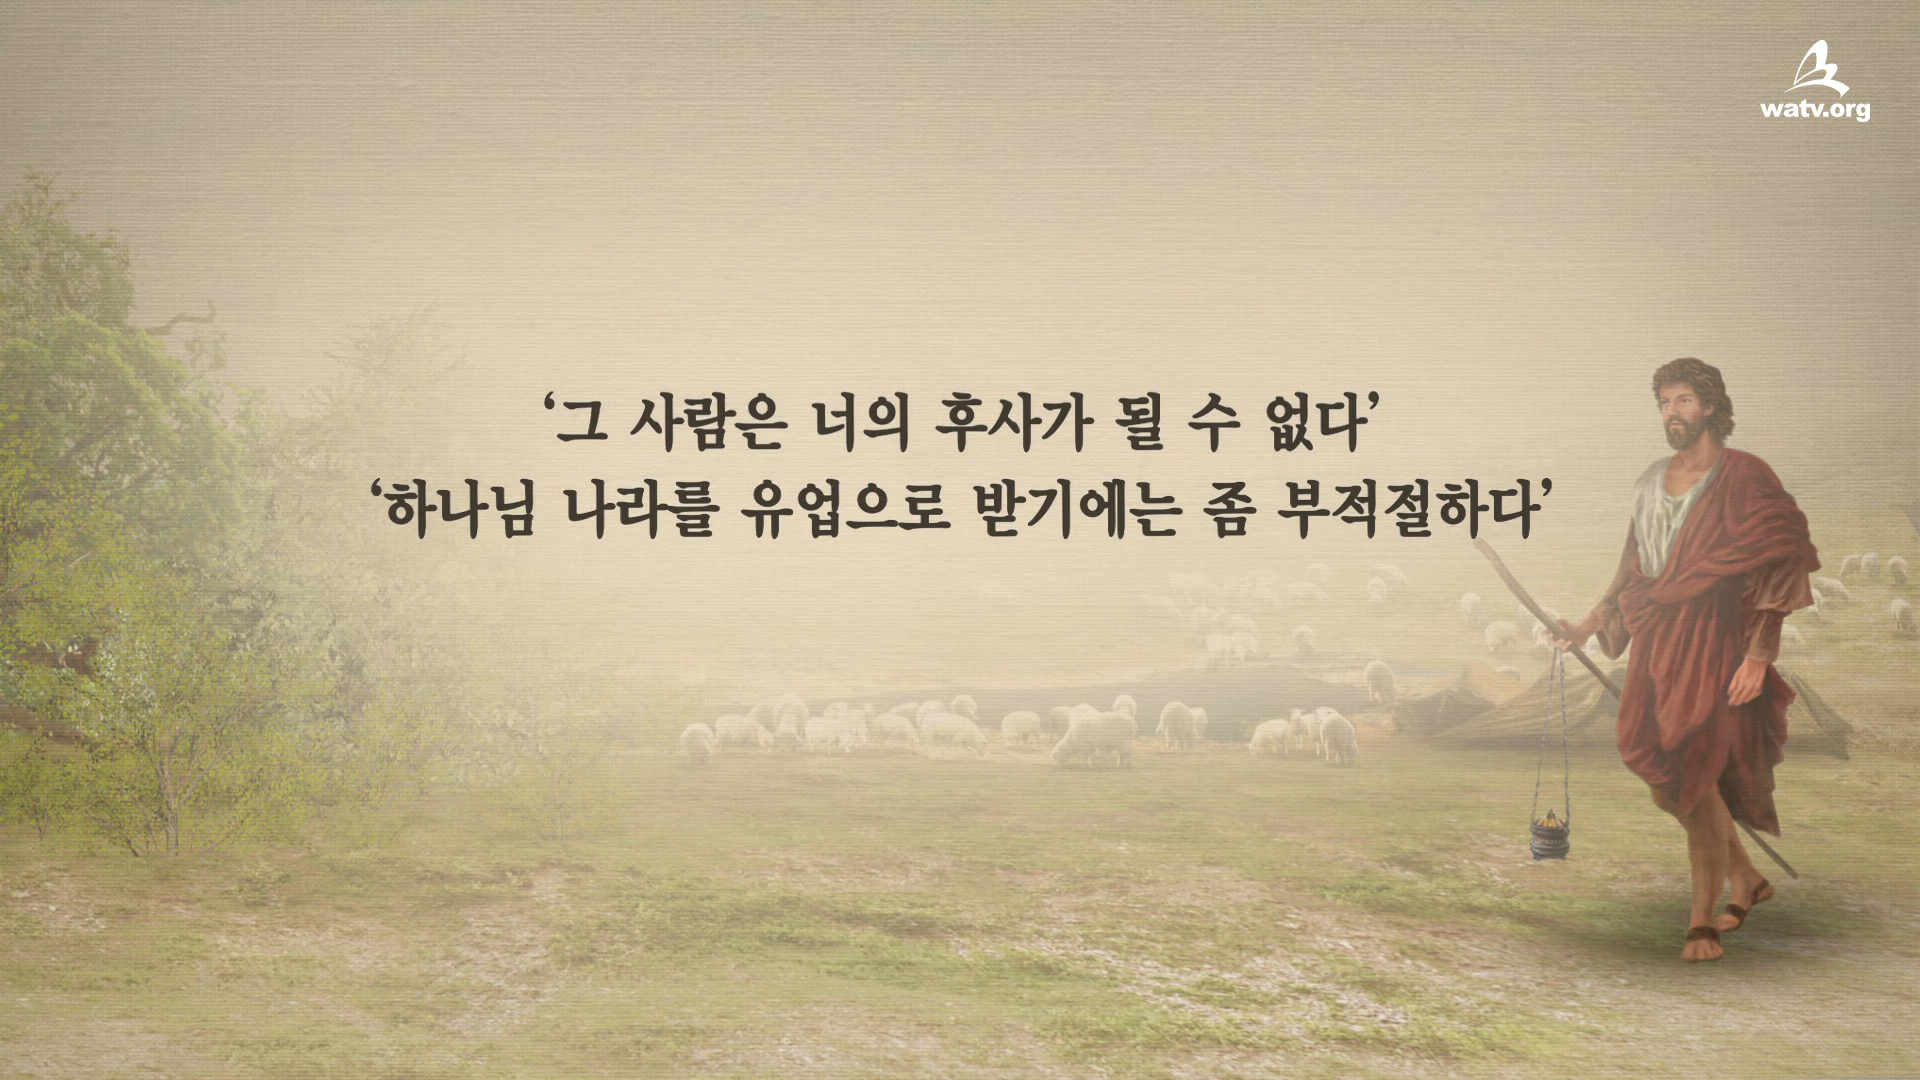 watv.org
‘그 사람은 너의 후사가 될 수 없다’
‘하나님 나라를 유업으로 받기에는 좀 부적절하다’